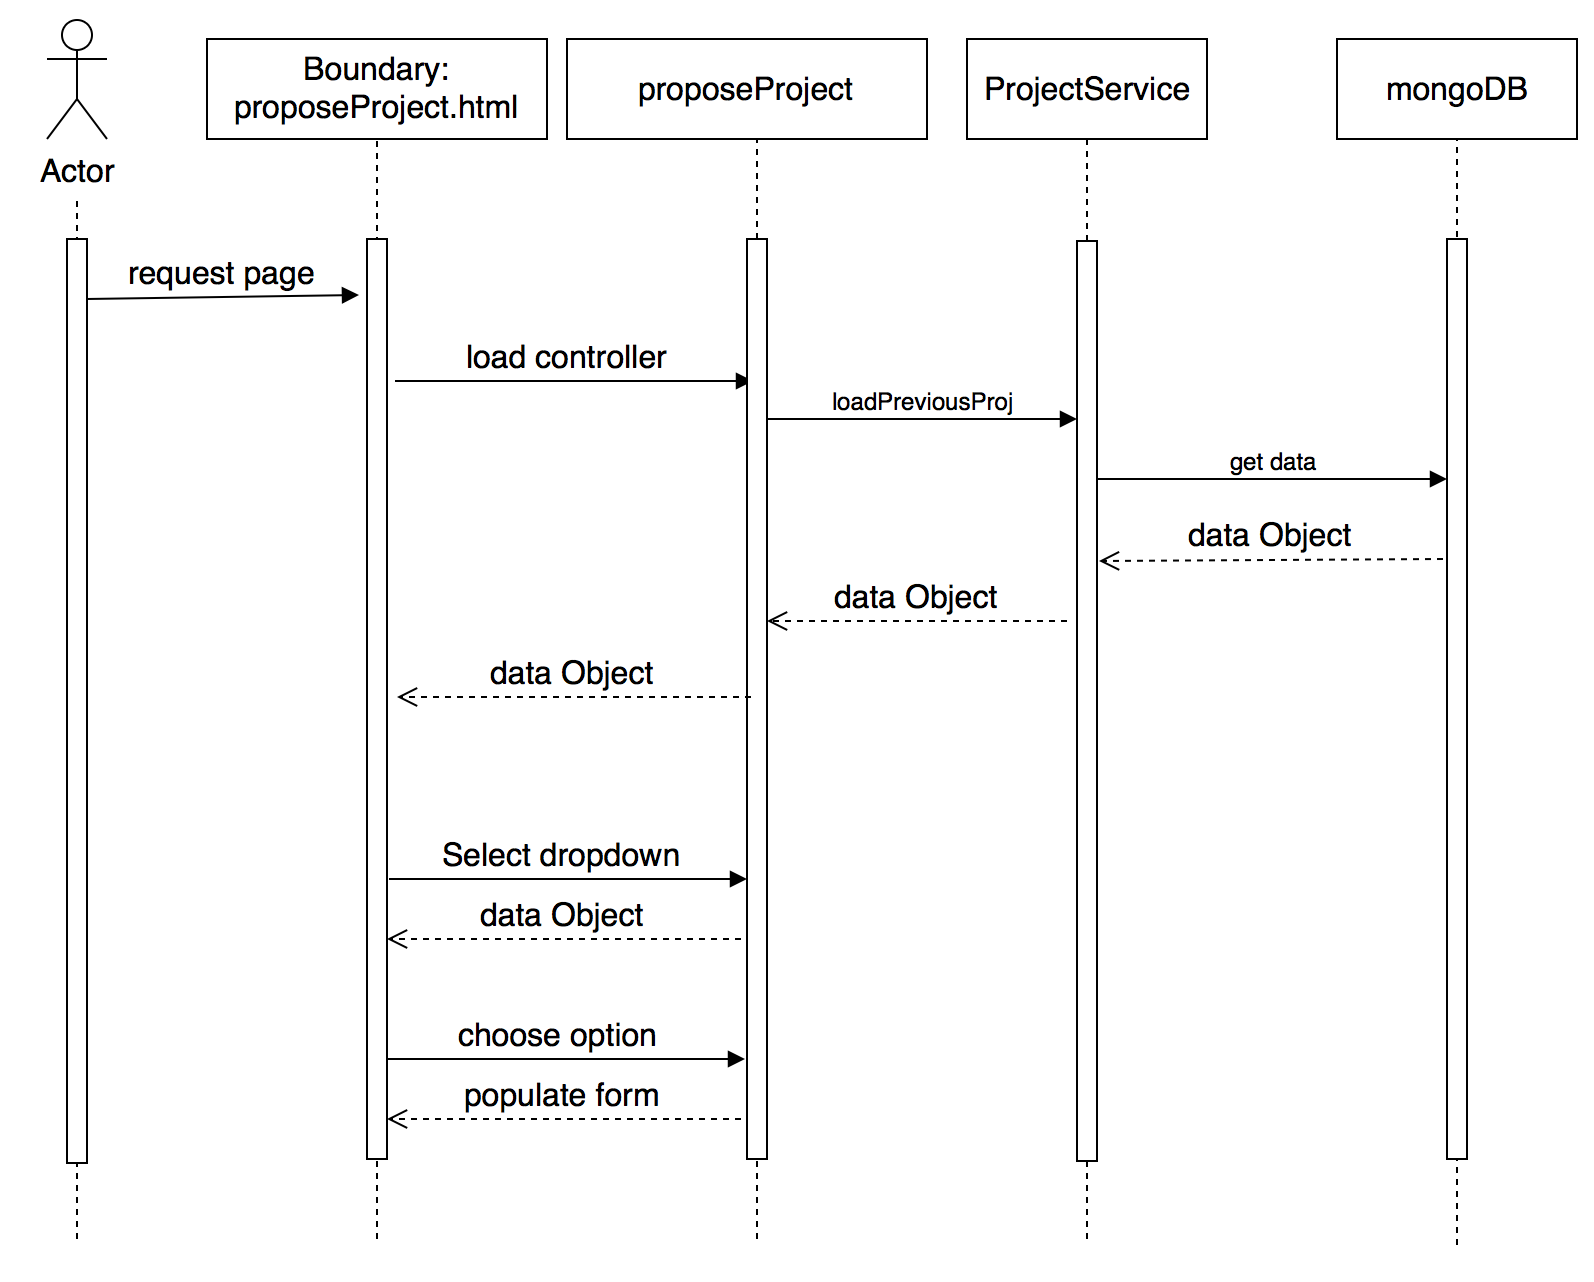 Boundary:
proposeProject.html
proposeProject
ProjectService
mongoDB
Actor
request page
load controller
loadPreviousProj
get data
data Object
data Object
data Object
Select dropdown
data Object
choose option
populate form